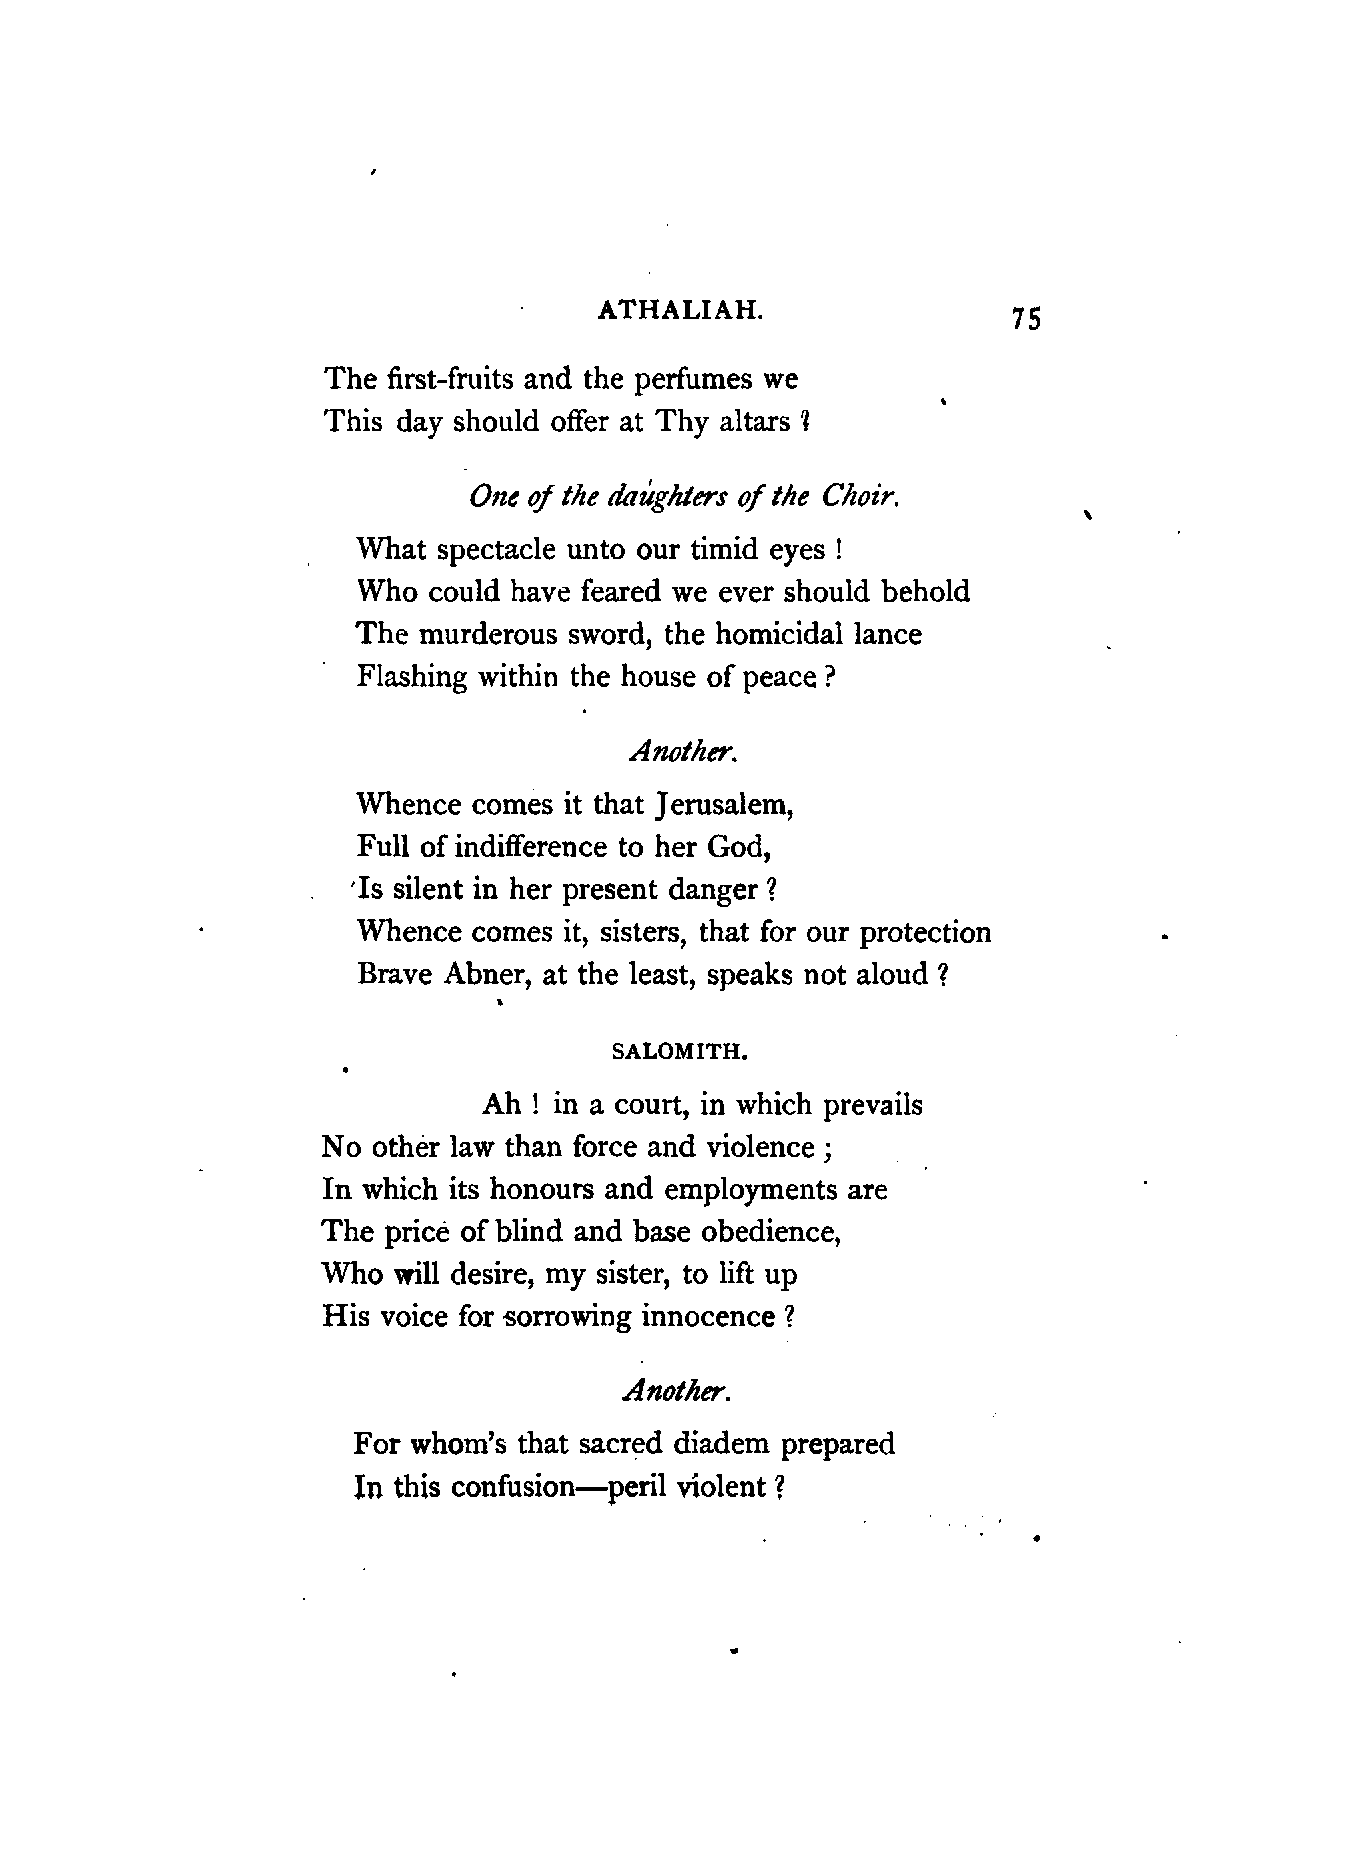 ATHALIAH. 75
The first-fruits and the perfumes we
This day should offer at Thy altars ?
One of the daughters of the Choir.
What spectacle unto our timid eyes !
Who could have feared we ever should behold
The murderous sword, the homicidal lance
Flashing within the house of peace ?
Another.
Whence comes it that Jerusalem,
Full of indifference to her God,
Is silent in her present danger ?
Whence comes it, sisters, that for our protection
Brave Abner, at the least, speaks not aloud ?
SALOMITH.
Ah ! in a court, in which prevails
No other law than force and violence ;
In which its honours and employments are
The price of blind and base obedience,
Who will desire, my sister, to lift up
His voice for sorrowing innocence ?
Another.
For whom's that sacred diadem prepared
In this confusion—peril violent ?